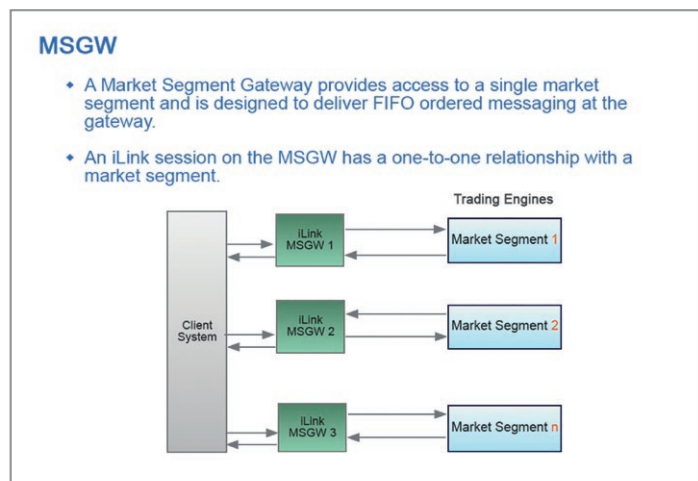 MSGW
A Market Segment Gateway provides access to a single market
segment and is designed to deliver FIFO ordered messaging at the
gateway.
An iLink session on the MSGW has a one-to-one relationship with a
market segment.
Trading Engines
iLink
MSGW 1
Market Segment 1
Client
System
iLink
MSGW 2
Market Segment 2
iLink
MSGW 3
Market Segment n